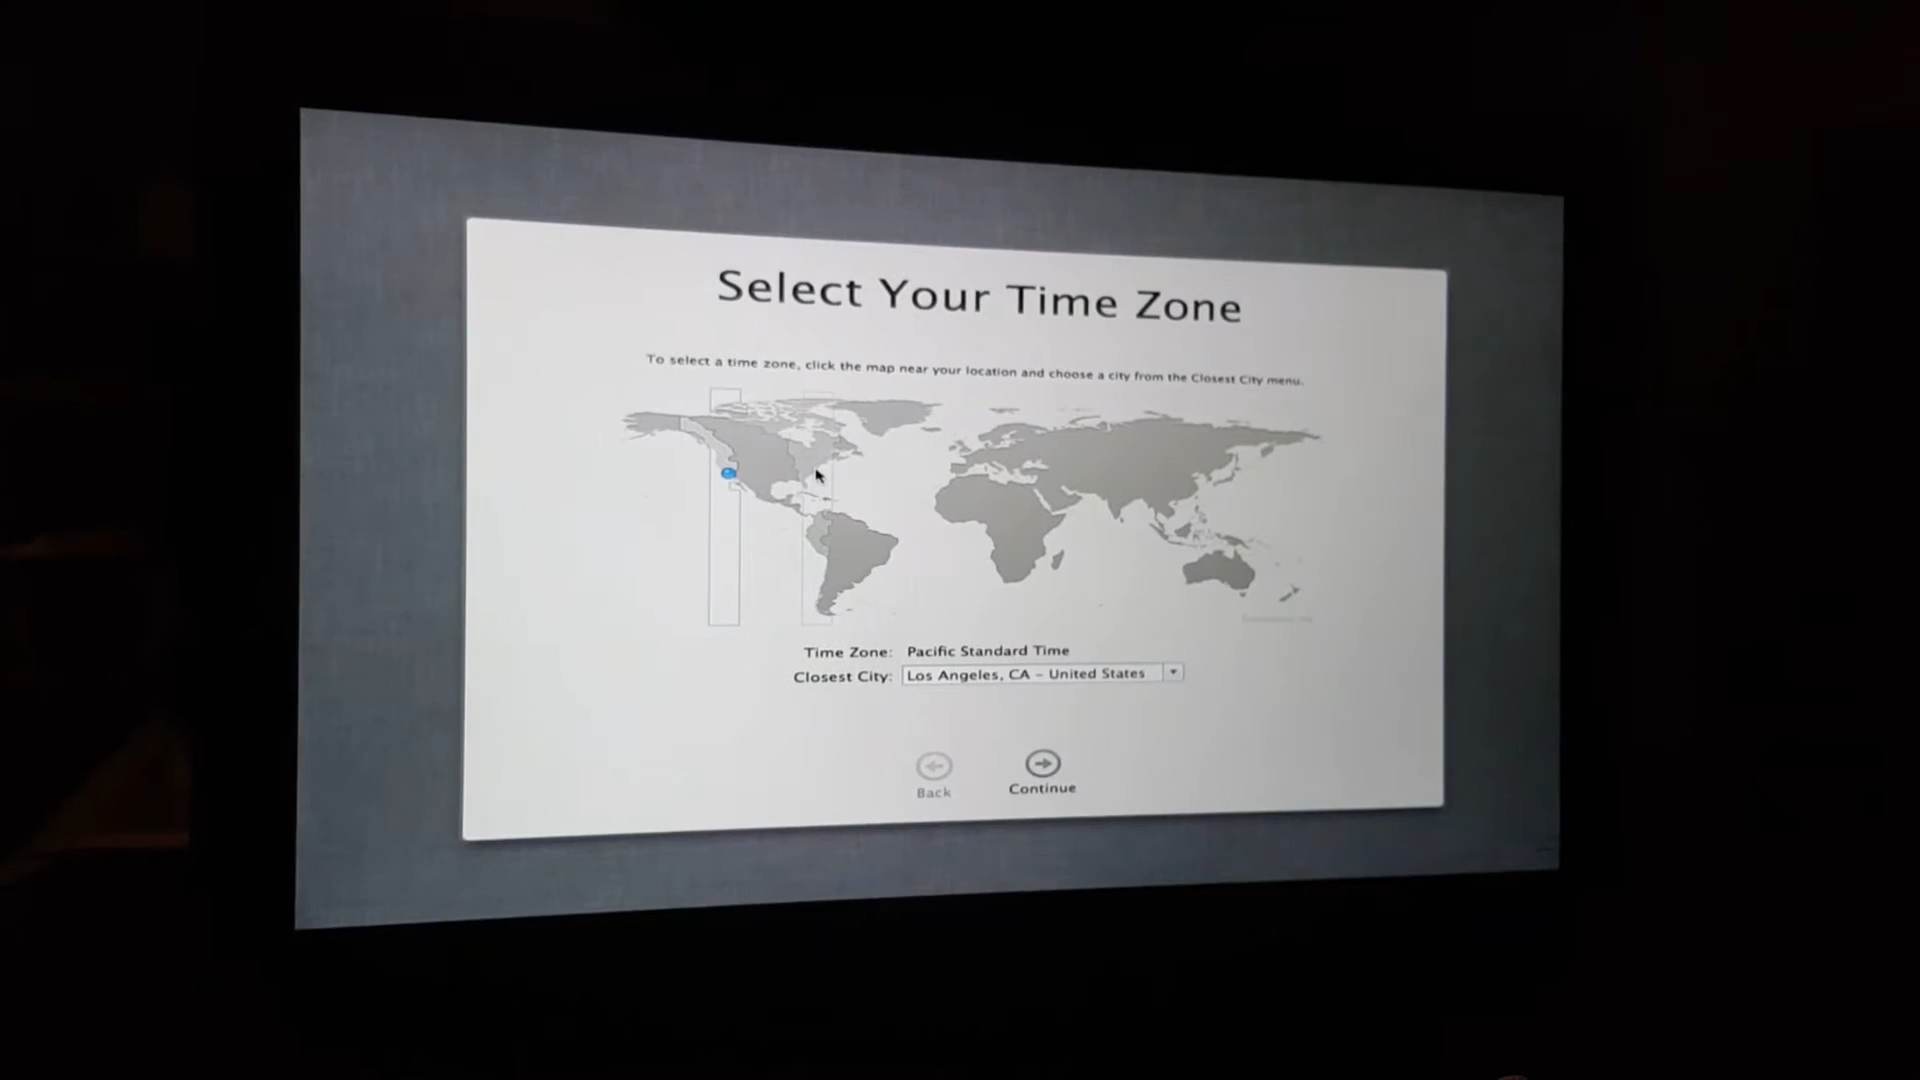 Select Your Time Zone
To select a time zone, click the map near your location and choose a city from the Closest City menu.
Time Zone: Pacific Standard Time
Closest City: Los Angeles, CA – United States
Back
Continue